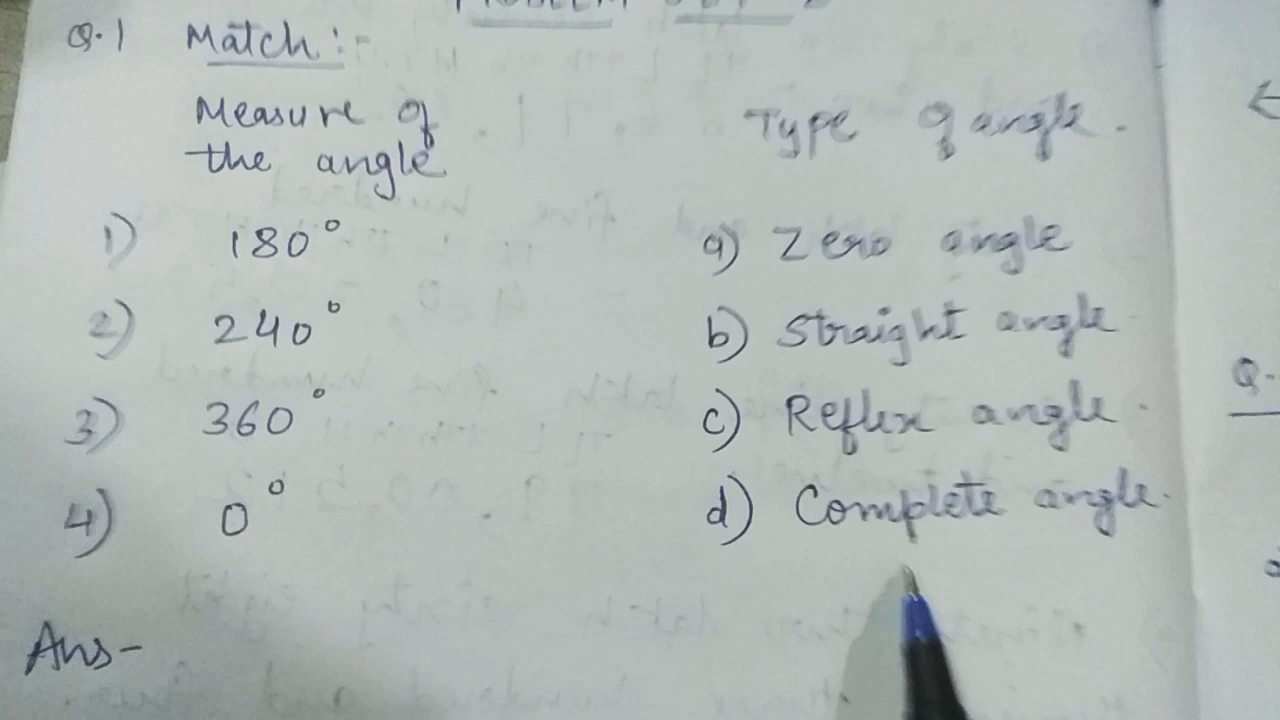 Q.1 Match :-
Measure of the angle
Type of angle.
1) 180° a) Zero angle
2) 240° b) Straight angle
3) 360° c) Reflex angle.
4) 0° d) Complete angle.
Ans-
Q.